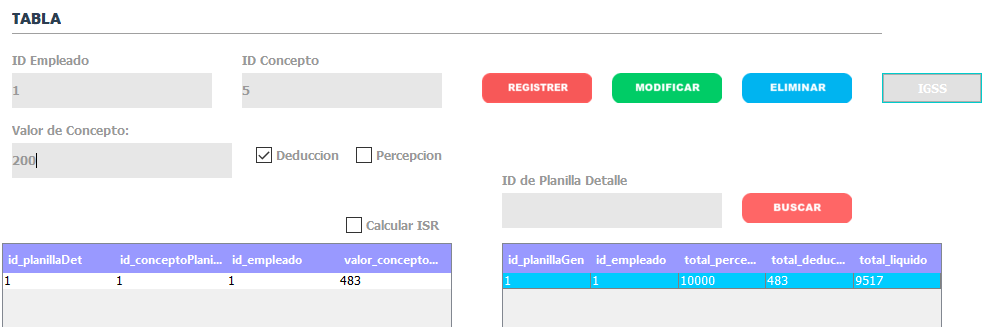 TABLA
ID Empleado ID Concepto
1 5 REGISTRER MODIFICAR ELIMINAR IGSS
Valor de Concepto:
200 Deduccion Percepcion
ID de Planilla Detalle
BUSCAR
Calcular ISR
id_planillaDet id_conceptoPlani... id_empleado valor_concepto...
1 1 1 483
id_planillaGen id_empleado total_perce... total_deduc... total_liquido
1 1 10000 483 9517